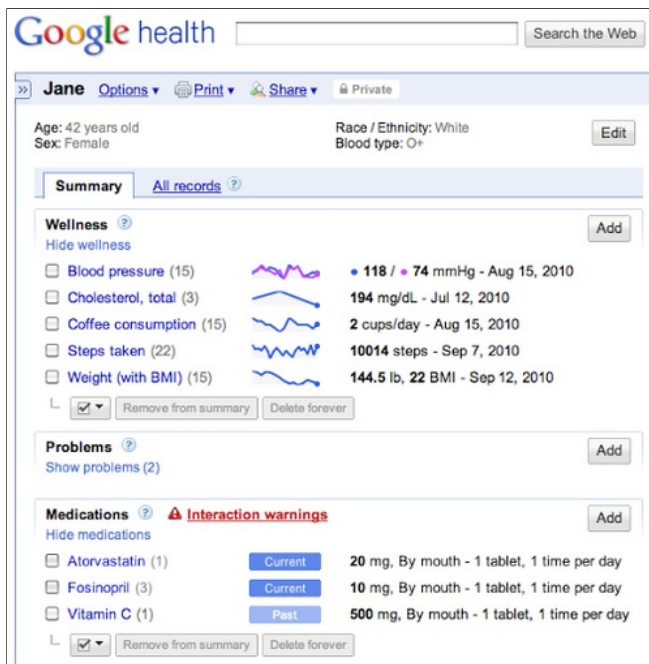 Google health Search the Web
» Jane Options ▾ Print ▾ Share ▾ Private
Age: 42 years old Race / Ethnicity: White Edit
Sex: Female Blood type: O+
Summary All records ?
Wellness ? Add
Hide wellness
Blood pressure (15) • 118 / • 74 mmHg - Aug 15, 2010
Cholesterol, total (3) 194 mg/dL - Jul 12, 2010
Coffee consumption (15) 2 cups/day - Aug 15, 2010
Steps taken (22) 10014 steps - Sep 7, 2010
Weight (with BMI) (15) 144.5 lb, 22 BMI - Sep 12, 2010
Remove from summary Delete forever
Problems ? Add
Show problems (2)
Medications ? Interaction warnings Add
Hide medications
Atorvastatin (1) Current 20 mg, By mouth - 1 tablet, 1 time per day
Fosinopril (3) Current 10 mg, By mouth - 1 tablet, 1 time per day
Vitamin C (1) Past 500 mg, By mouth - 1 tablet, 1 time per day
Remove from summary Delete forever